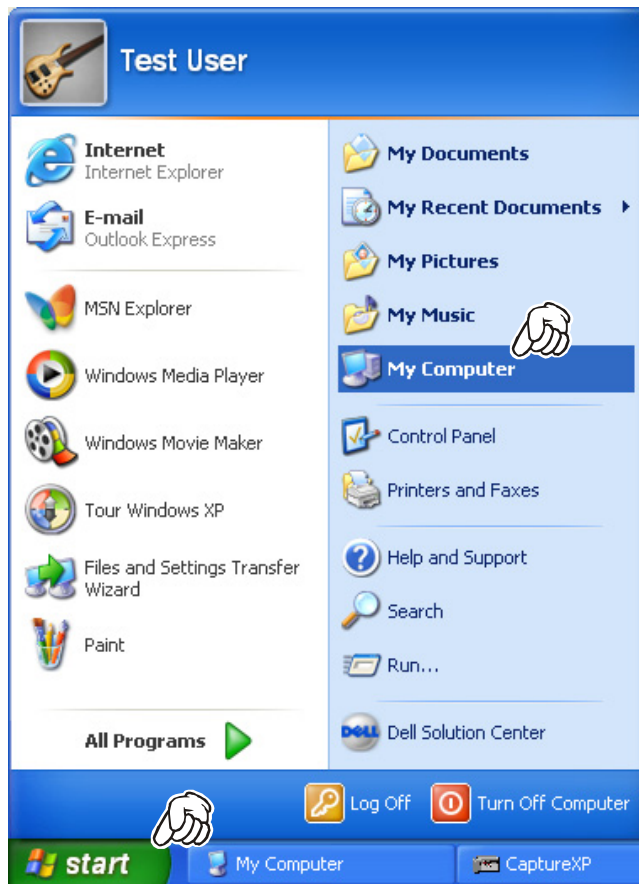 Test User
Internet
Internet Explorer
E-mail
Outlook Express
MSN Explorer
Windows Media Player
Windows Movie Maker
Tour Windows XP
Files and Settings Transfer
Wizard
Paint
All Programs
My Documents
My Recent Documents
My Pictures
My Music
My Computer
Control Panel
Printers and Faxes
Help and Support
Search
Run...
DELL
Dell Solution Center
Log Off
Turn Off Computer
start
My Computer
CaptureXP